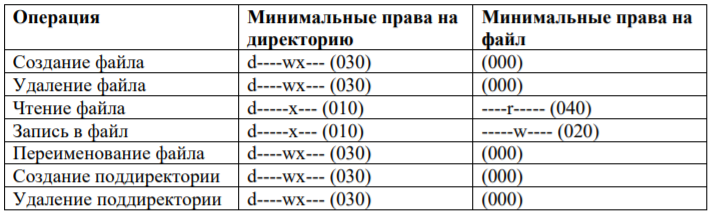 Операция Минимальные права на директорию Минимальные права на файл
Создание файла d----wx--- (030) (000)
Удаление файла d----wx--- (030) (000)
Чтение файла d-----x--- (010) ----r----- (040)
Запись в файл d-----x--- (010) -----w---- (020)
Переименование файла d----wx--- (030) (000)
Создание поддиректории d----wx--- (030) (000)
Удаление поддиректории d----wx--- (030) (000)